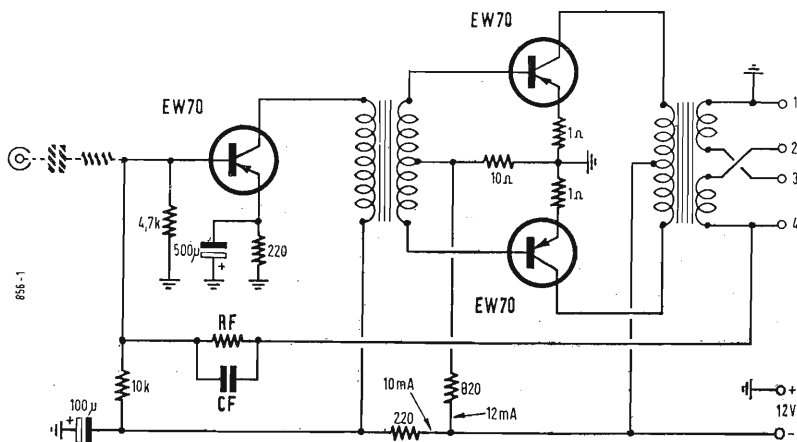 EW70
EW70
1
1Ω
2
10Ω
3
1Ω
4,7k
500µ
+
220
4
EW70
856-1
RF
CF
10k
820
+
12V
-
100µ
+
10mA
12mA
220